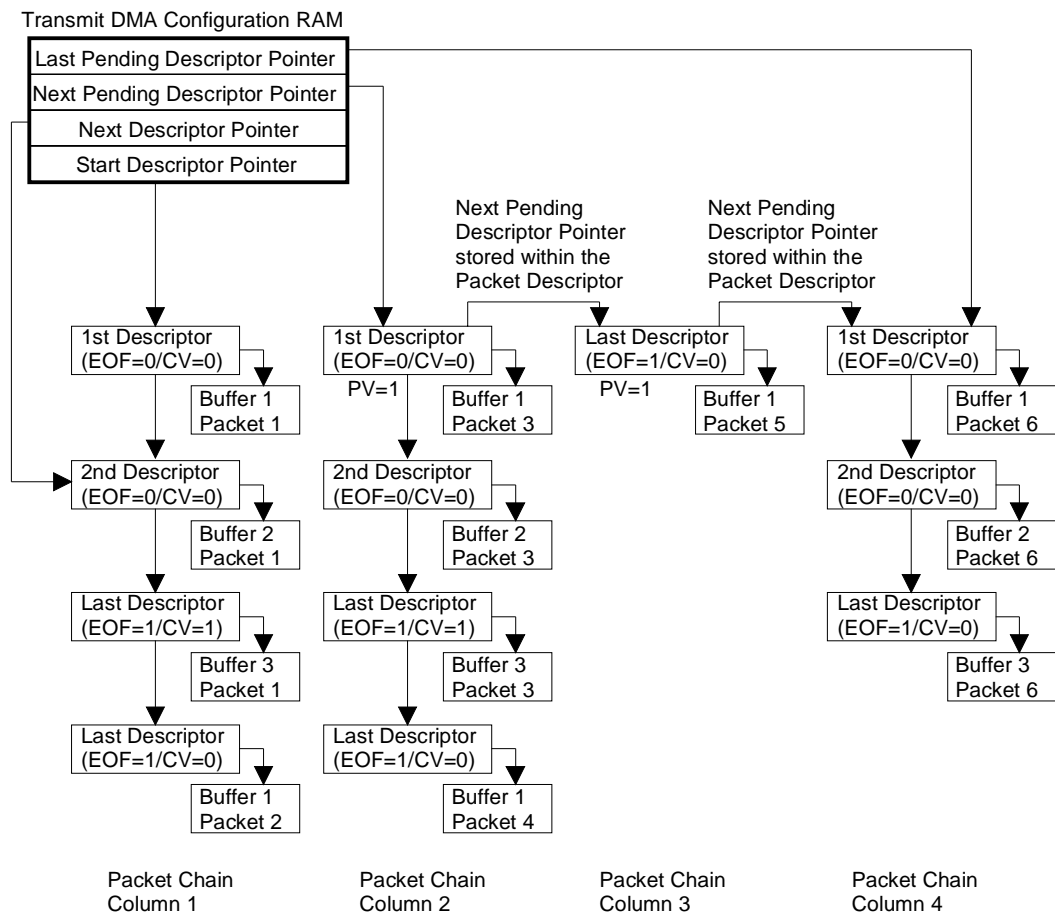 Transmit DMA Configuration RAM
Last Pending Descriptor Pointer
Next Pending Descriptor Pointer
Next Descriptor Pointer
Start Descriptor Pointer
Next Pending
Descriptor Pointer
stored within the
Packet Descriptor
Next Pending
Descriptor Pointer
stored within the
Packet Descriptor
1st Descriptor
(EOF=0/CV=0)
Buffer 1
Packet 1
2nd Descriptor
(EOF=0/CV=0)
Buffer 2
Packet 1
Last Descriptor
(EOF=1/CV=1)
Buffer 3
Packet 1
Last Descriptor
(EOF=1/CV=0)
Buffer 1
Packet 2
Packet Chain
Column 1
1st Descriptor
(EOF=0/CV=0)
PV=1
Buffer 1
Packet 3
2nd Descriptor
(EOF=0/CV=0)
Buffer 2
Packet 3
Last Descriptor
(EOF=1/CV=1)
Buffer 3
Packet 3
Last Descriptor
(EOF=1/CV=0)
Buffer 1
Packet 4
Packet Chain
Column 2
Last Descriptor
(EOF=1/CV=0)
PV=1
Buffer 1
Packet 5
Packet Chain
Column 3
1st Descriptor
(EOF=0/CV=0)
Buffer 1
Packet 6
2nd Descriptor
(EOF=0/CV=0)
Buffer 2
Packet 6
Last Descriptor
(EOF=1/CV=0)
Buffer 3
Packet 6
Packet Chain
Column 4